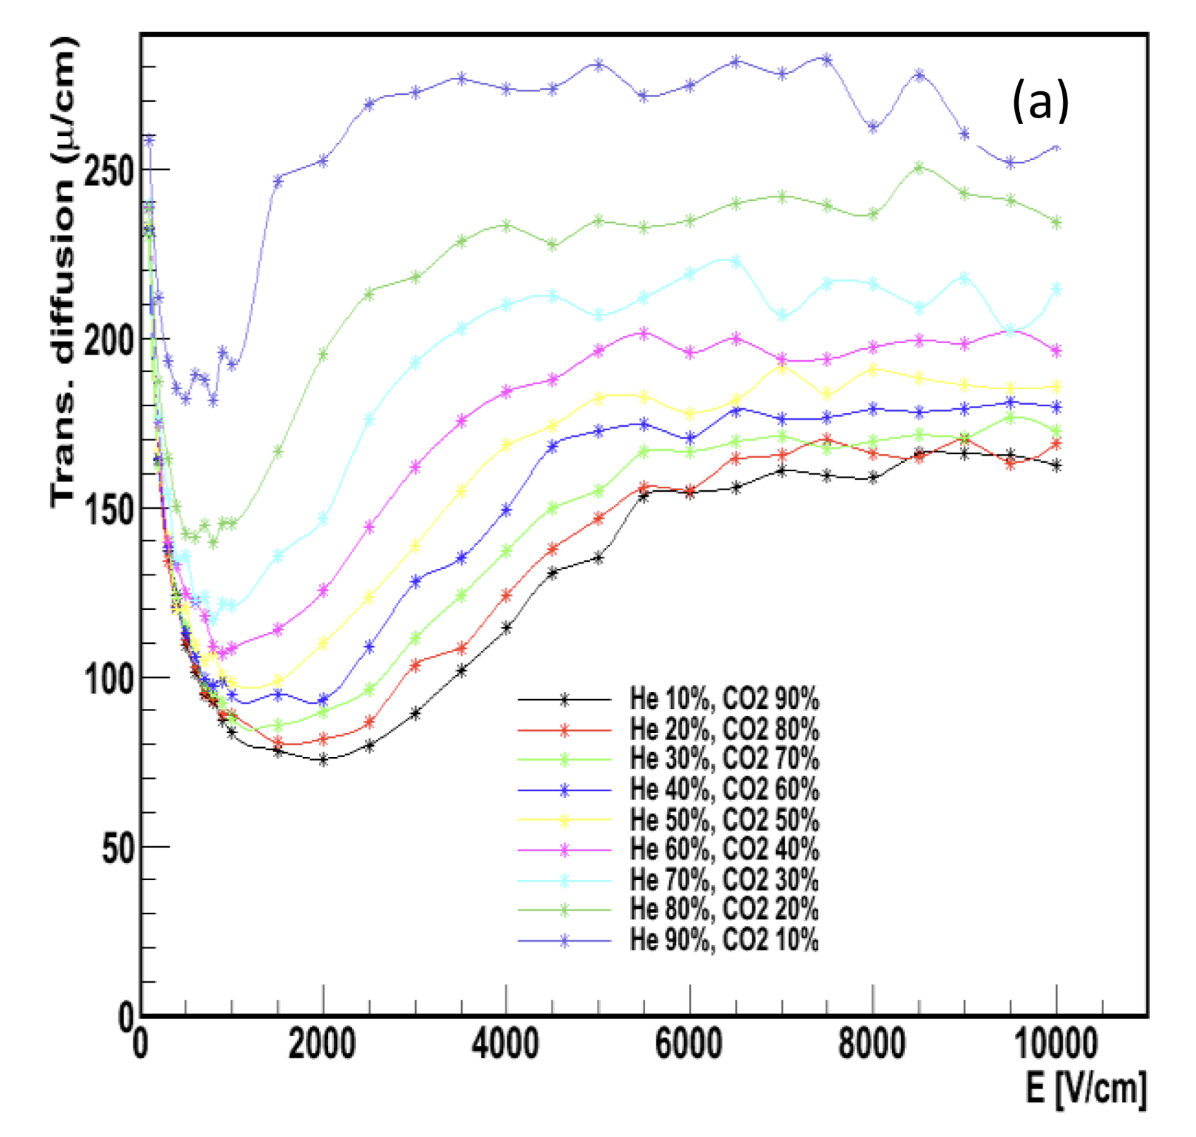 Trans. diffusion (μ/cm)
(a)
250
200
150
100
50
0
He 10%, CO2 90%
He 20%, CO2 80%
He 30%, CO2 70%
He 40%, CO2 60%
He 50%, CO2 50%
He 60%, CO2 40%
He 70%, CO2 30%
He 80%, CO2 20%
He 90%, CO2 10%
0 2000 4000 6000 8000 10000
E [V/cm]